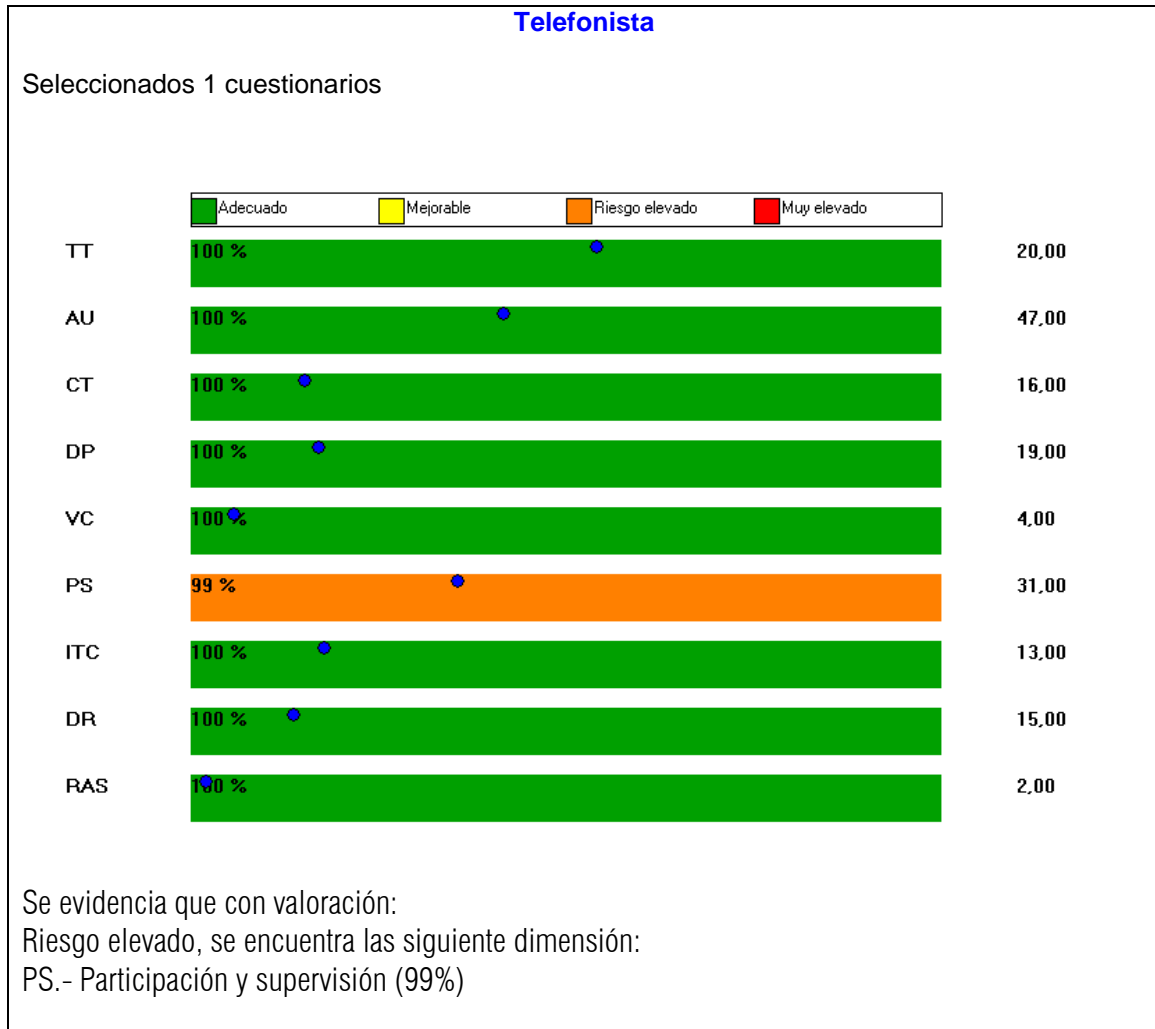 Telefonista
Seleccionados 1 cuestionarios
Adecuado Mejorable Riesgo elevado Muy elevado
TT 100 % 20,00
AU 100 % 47,00
CT 100 % 16,00
DP 100 % 19,00
VC 100 % 4,00
PS 99 % 31,00
ITC 100 % 13,00
DR 100 % 15,00
RAS 100 % 2,00
Se evidencia que con valoración:
Riesgo elevado, se encuentra las siguiente dimensión:
PS.- Participación y supervisión (99%)